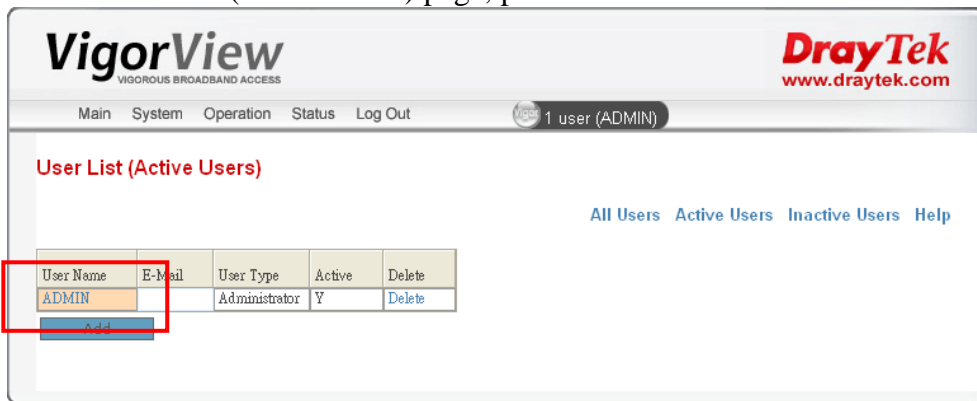 VigorView
VIGOROUS BROADBAND ACCESS
DrayTek
www.draytek.com
Main System Operation Status Log Out
Vigor 1 user (ADMIN)
User List (Active Users)
All Users Active Users Inactive Users Help
User Name E-Mail User Type Active Delete
ADMIN Administrator Y Delete
Add